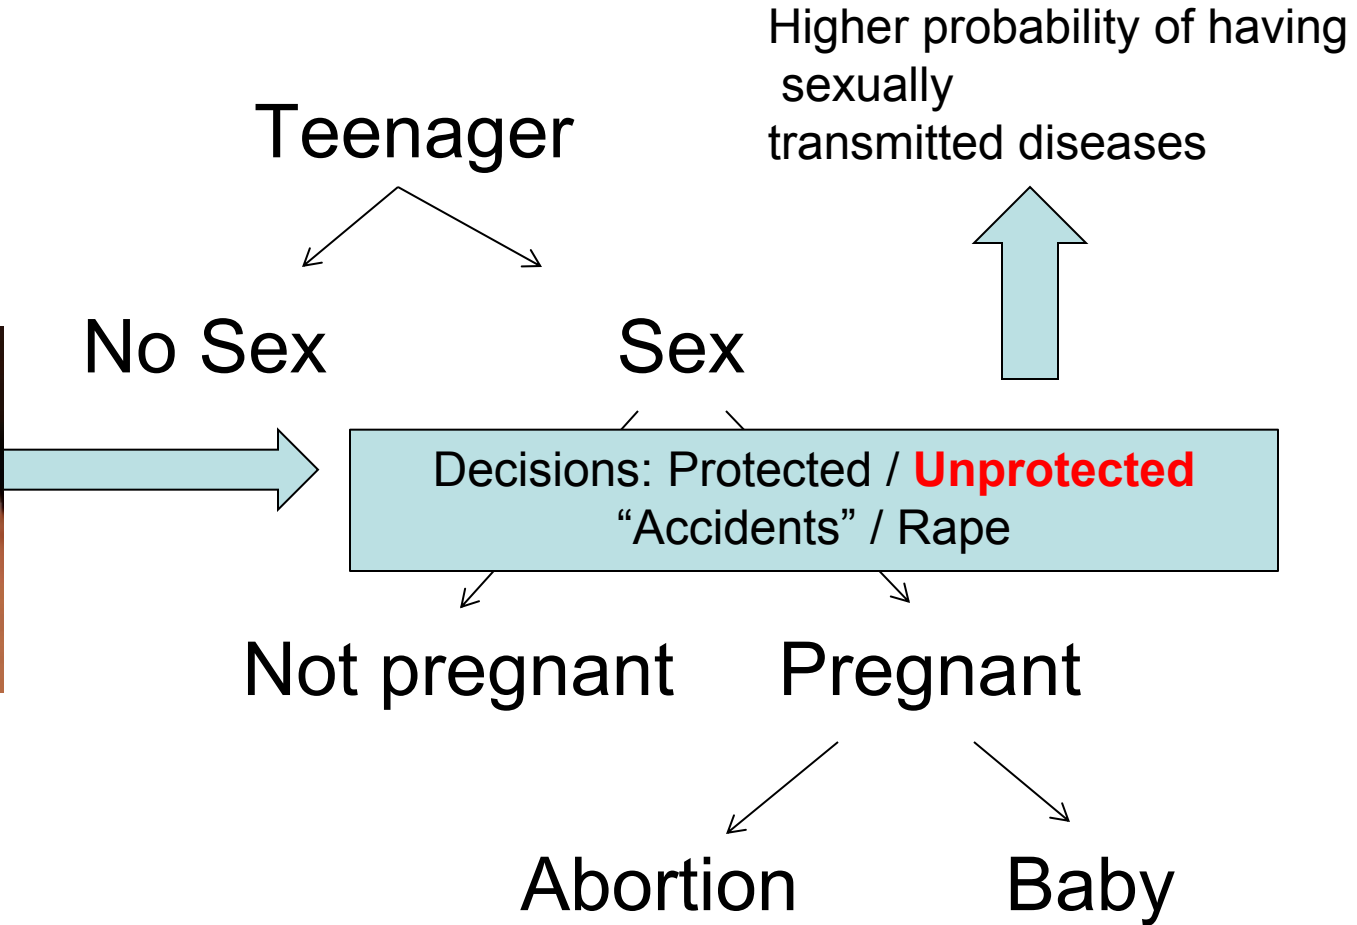 Higher probability of having
sexually
transmitted diseases
Teenager
No Sex
Sex
Decisions: Protected / Unprotected
“Accidents” / Rape
Not pregnant
Pregnant
Abortion
Baby